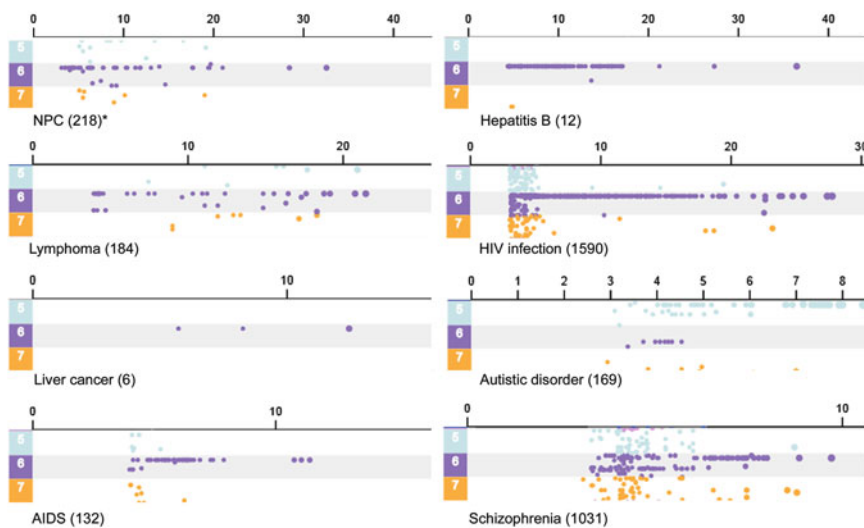 0 10 20 30 40
5
6
7
NPC (218)*
0 10 20 30 40
5
6
7
Hepatitis B (12)
0 10 20
5
6
7
Lymphoma (184)
0 10 20 30
5
6
7
HIV infection (1590)
0 10
5
6
7
Liver cancer (6)
0 1 2 3 4 5 6 7 8
5
6
7
Autistic disorder (169)
0 10
5
6
7
AIDS (132)
0 10
5
6
7
Schizophrenia (1031)